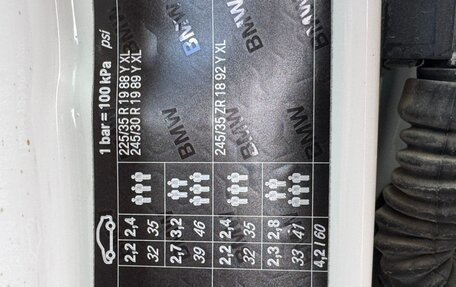 1 bar = 100 kPa psi
225/35 R 19 88 Y XL
245/30 R 19 89 Y XL
2,2 2,4
32 35
2,7 3,2
39 46
BMW BMW
245/35 ZR 18 92 Y XL
2,2 2,4
32 35
BMW BMW
2,3 2,8
33 41
4,2 / 60